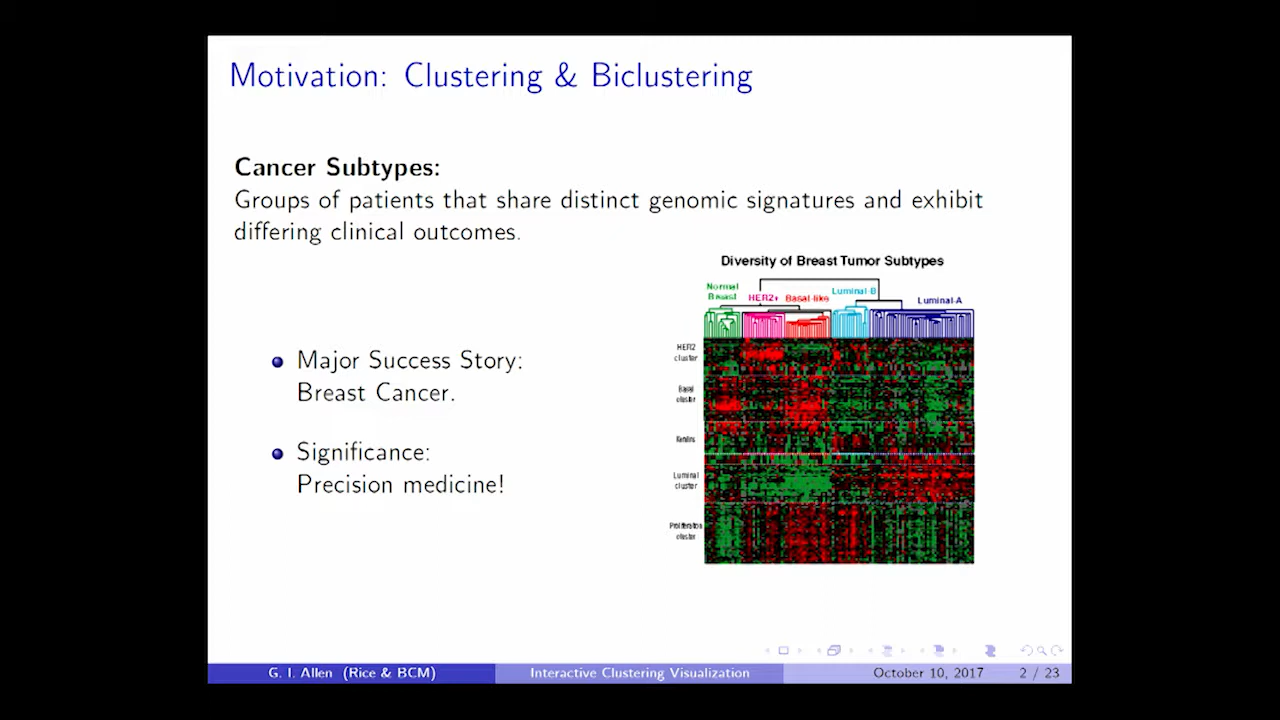 Motivation: Clustering & Biclustering
Cancer Subtypes:
Groups of patients that share distinct genomic signatures and exhibit
differing clinical outcomes.
Major Success Story:
Breast Cancer.
Significance:
Precision medicine!
Diversity of Breast Tumor Subtypes
Normal
Breast
HER2+
Basal-like
Luminal-B
Luminal-A
HER2
cluster
Basal
cluster
Luminal
cluster
Proliferation
cluster
G. I. Allen (Rice & BCM)
Interactive Clustering Visualization
October 10, 2017
2 / 23